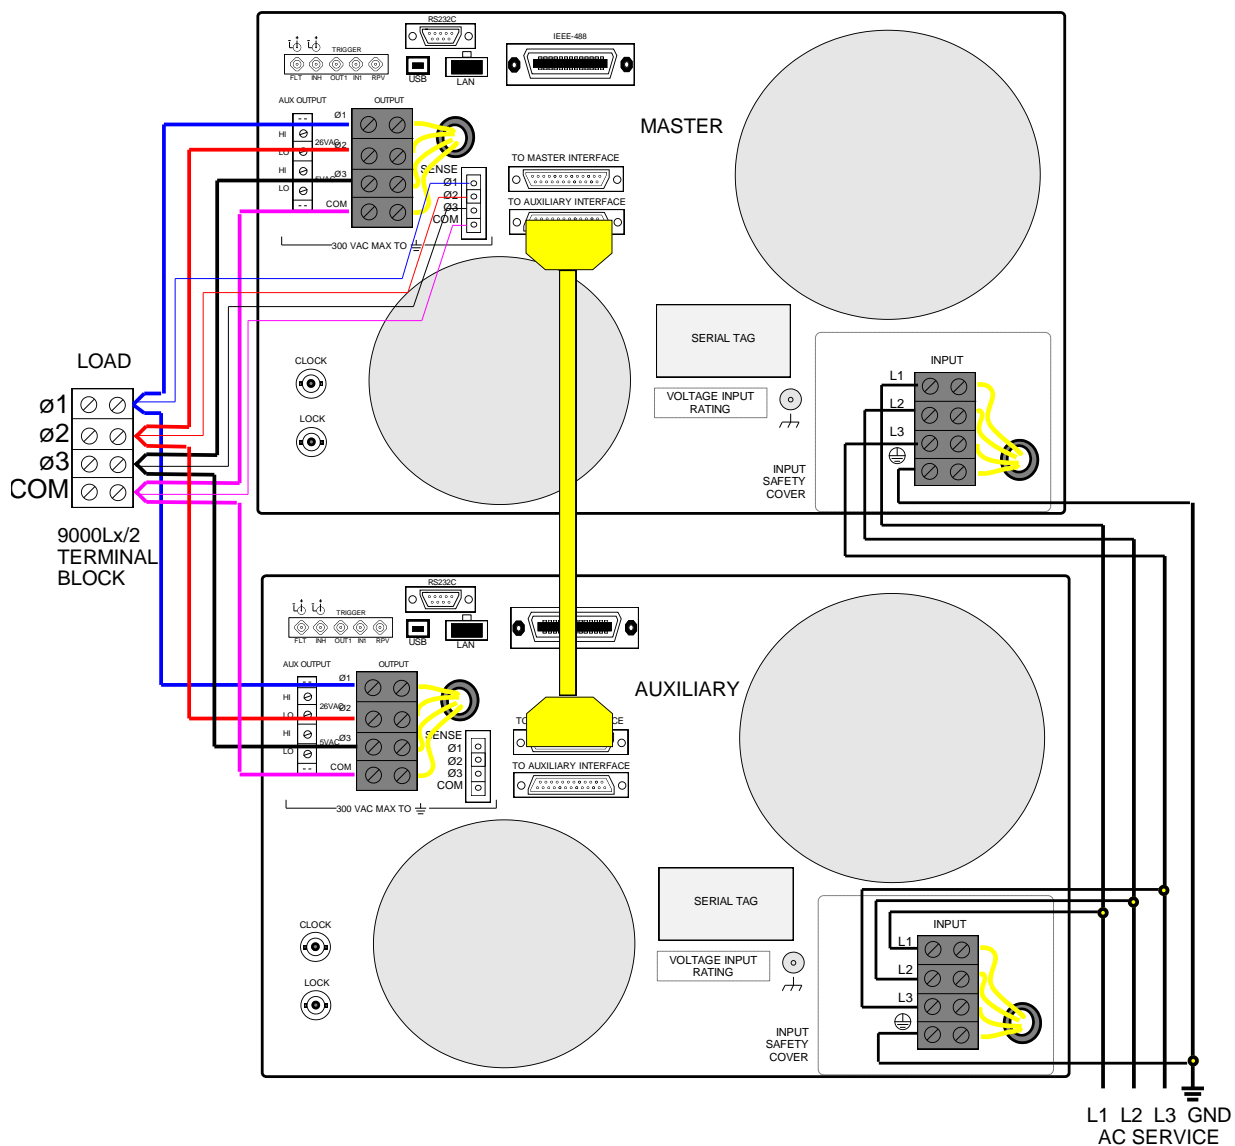 RS232C
IEEE-488
TRIGGER
FLT INH OUT1 IN1 RPV
USB
LAN
AUX OUTPUT
OUTPUT
MASTER
Ø1
HI
26VAC
Ø2
LO
HI
5VAC
Ø3
LO
COM
SENSE
Ø1
Ø2
Ø3
COM
TO MASTER INTERFACE
TO AUXILIARY INTERFACE
300 VAC MAX TO
SERIAL TAG
VOLTAGE INPUT
RATING
CLOCK
LOCK
INPUT
L1
L2
L3
INPUT
SAFETY
COVER
LOAD
ø1
ø2
ø3
COM
9000Lx/2
TERMINAL
BLOCK
RS232C
TRIGGER
FLT INH OUT1 IN1 RPV
USB
LAN
AUX OUTPUT
OUTPUT
AUXILIARY
Ø1
HI
26VAC
Ø2
LO
HI
5VAC
Ø3
LO
COM
SENSE
Ø1
Ø2
Ø3
COM
TO AUXILIARY INTERFACE
300 VAC MAX TO
SERIAL TAG
VOLTAGE INPUT
RATING
CLOCK
LOCK
INPUT
L1
L2
L3
INPUT
SAFETY
COVER
L1 L2 L3 GND
AC SERVICE